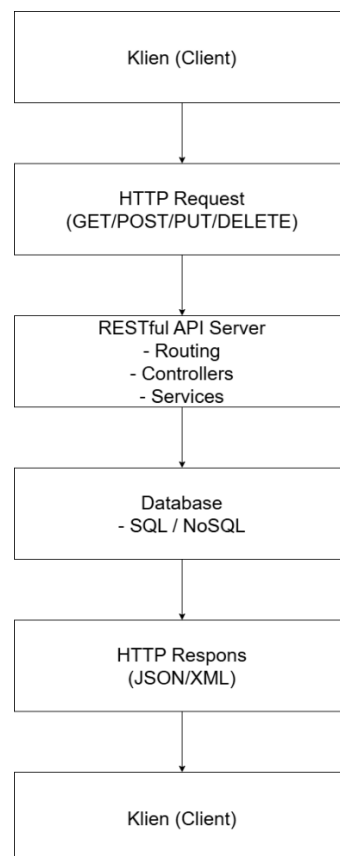 Klien (Client)
HTTP Request
(GET/POST/PUT/DELETE)
RESTful API Server
- Routing
- Controllers
- Services
Database
- SQL / NoSQL
HTTP Respons
(JSON/XML)
Klien (Client)